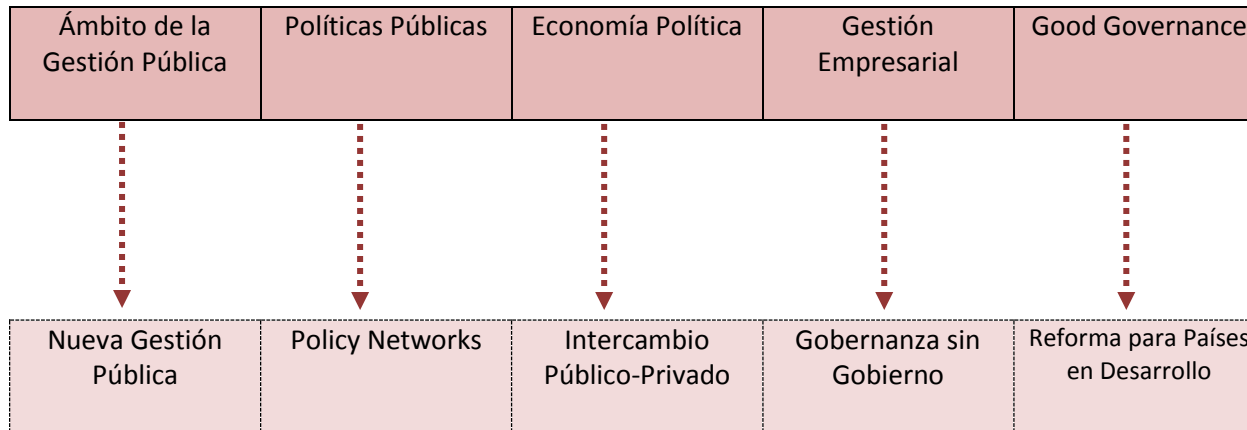 Ámbito de la
Gestión Pública
Políticas Públicas
Economía Política
Gestión
Empresarial
Good Governance
Nueva Gestión
Pública
Policy Networks
Intercambio
Público-Privado
Gobernanza sin
Gobierno
Reforma para Países
en Desarrollo